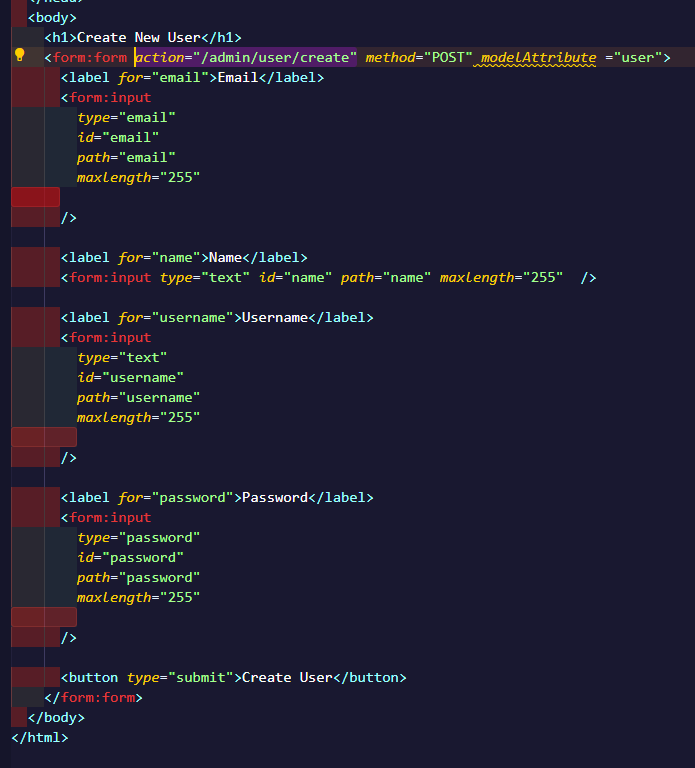 <body>
<h1>Create New User</h1>
<form:form action="/admin/user/create" method="POST" modelAttribute ="user">
<label for="email">Email</label>
<form:input
type="email"
id="email"
path="email"
maxlength="255"
/>
<label for="name">Name</label>
<form:input type="text" id="name" path="name" maxlength="255"  />
<label for="username">Username</label>
<form:input
type="text"
id="username"
path="username"
maxlength="255"
/>
<label for="password">Password</label>
<form:input
type="password"
id="password"
path="password"
maxlength="255"
/>
<button type="submit">Create User</button>
</form:form>
</body>
</html>